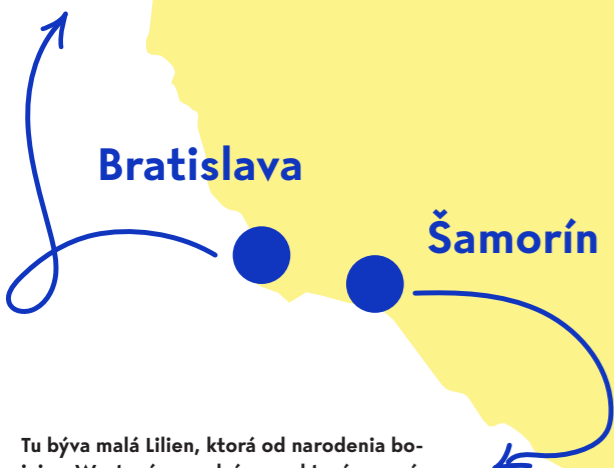 Bratislava
Šamorín
Tu býva malá Lilien, ktorá od narodenia bo-